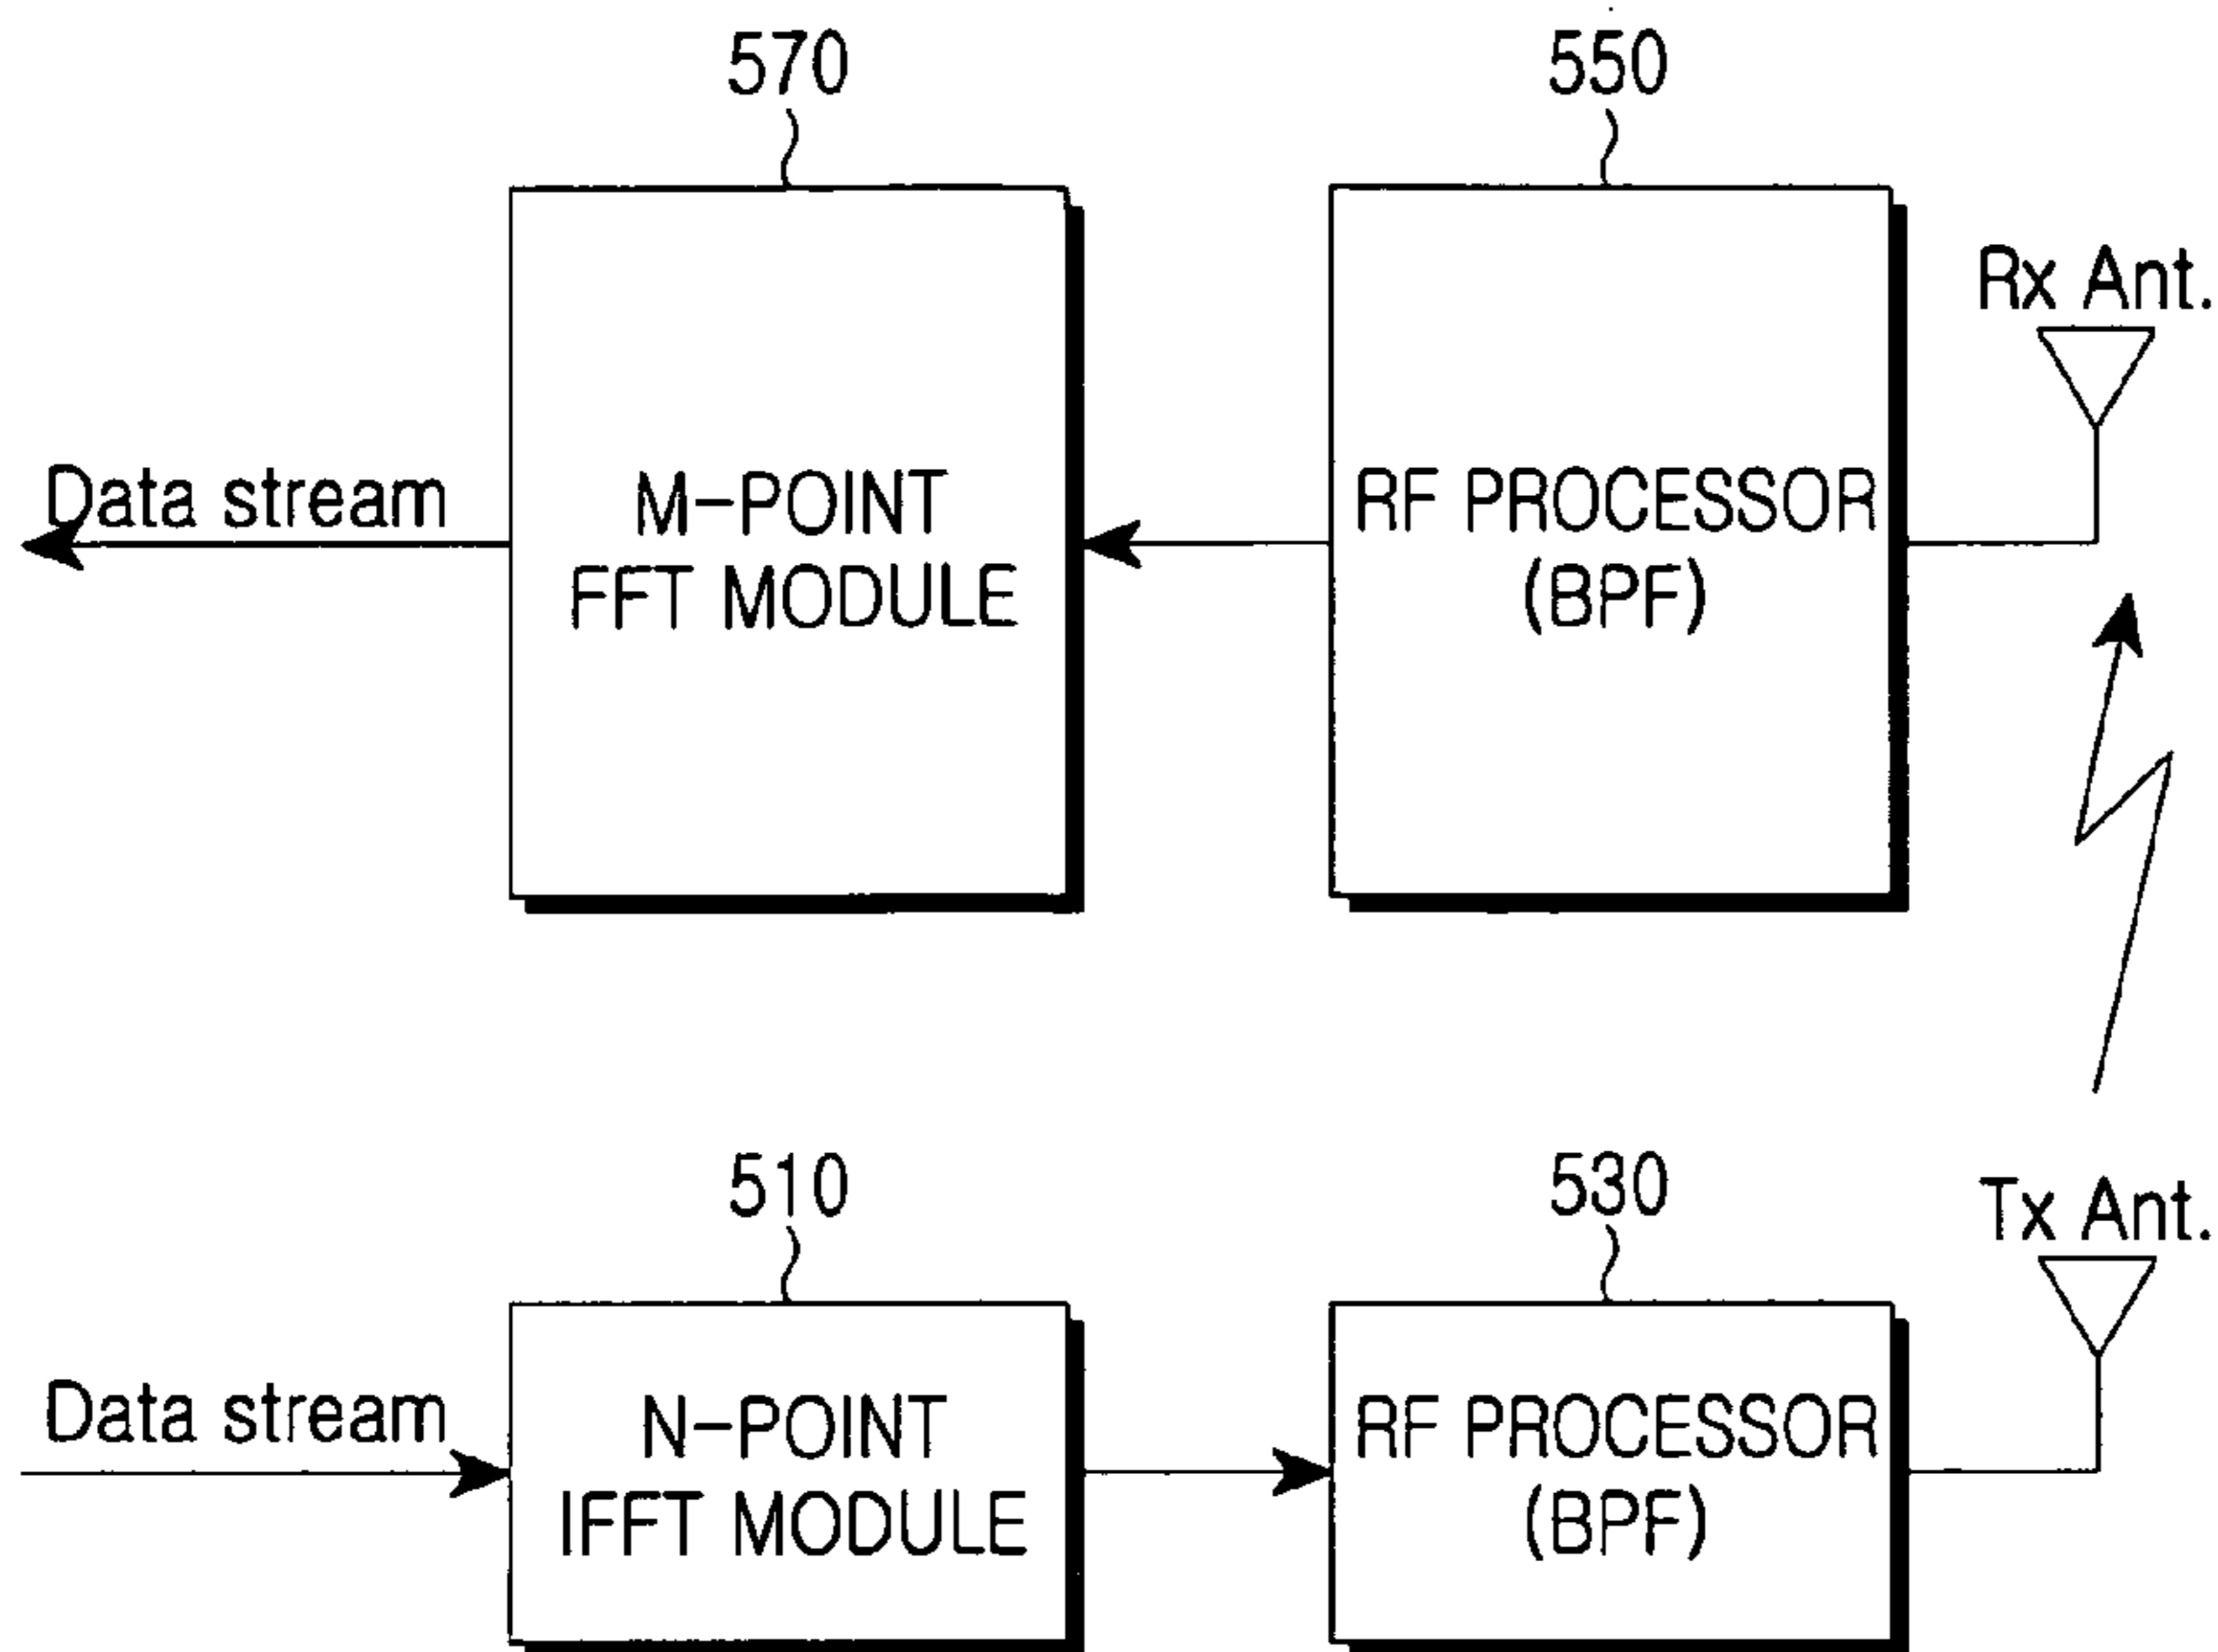 570
550
Rx Ant.
Data stream
M-POINT
FFT MODULE
RF PROCESSOR
(BPF)
510
530
Tx Ant.
Data stream
N-POINT
IFFT MODULE
RF PROCESSOR
(BPF)